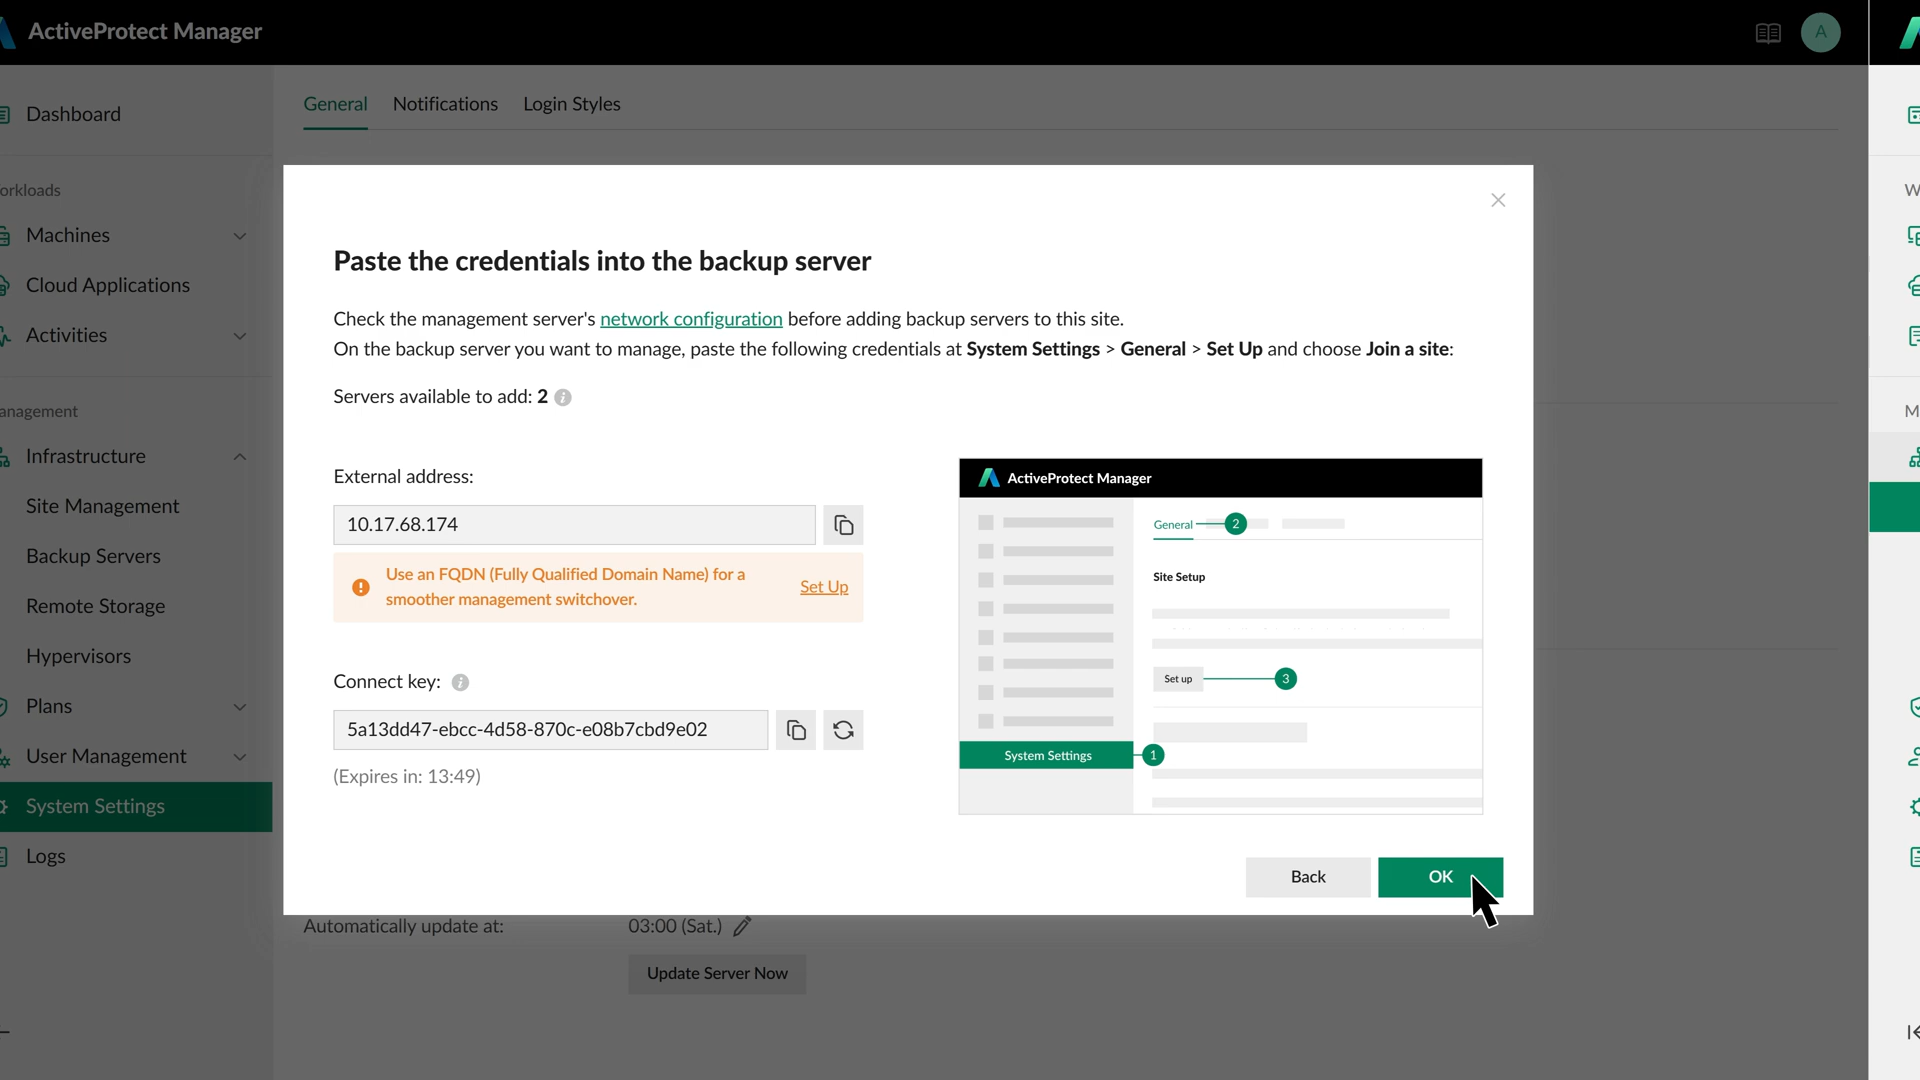 ActiveProtect Manager
A
Dashboard
orkloads
Machines
Cloud Applications
Activities
anagement
Infrastructure
Site Management
Backup Servers
Remote Storage
Hypervisors
Plans
User Management
System Settings
Logs
General Notifications Login Styles
Paste the credentials into the backup server
Check the management server's network configuration before adding backup servers to this site.
On the backup server you want to manage, paste the following credentials at System Settings > General > Set Up and choose Join a site:
Servers available to add: 2
External address:
10.17.68.174
Use an FQDN (Fully Qualified Domain Name) for a
smoother management switchover.
Set Up
Connect key:
5a13dd47-ebcc-4d58-870c-e08b7cbd9e02
(Expires in: 13:49)
ActiveProtect Manager
General 2
Site Setup
Set up 3
System Settings 1
Back
OK
Automatically update at: 03:00 (Sat.)
Update Server Now
W
M